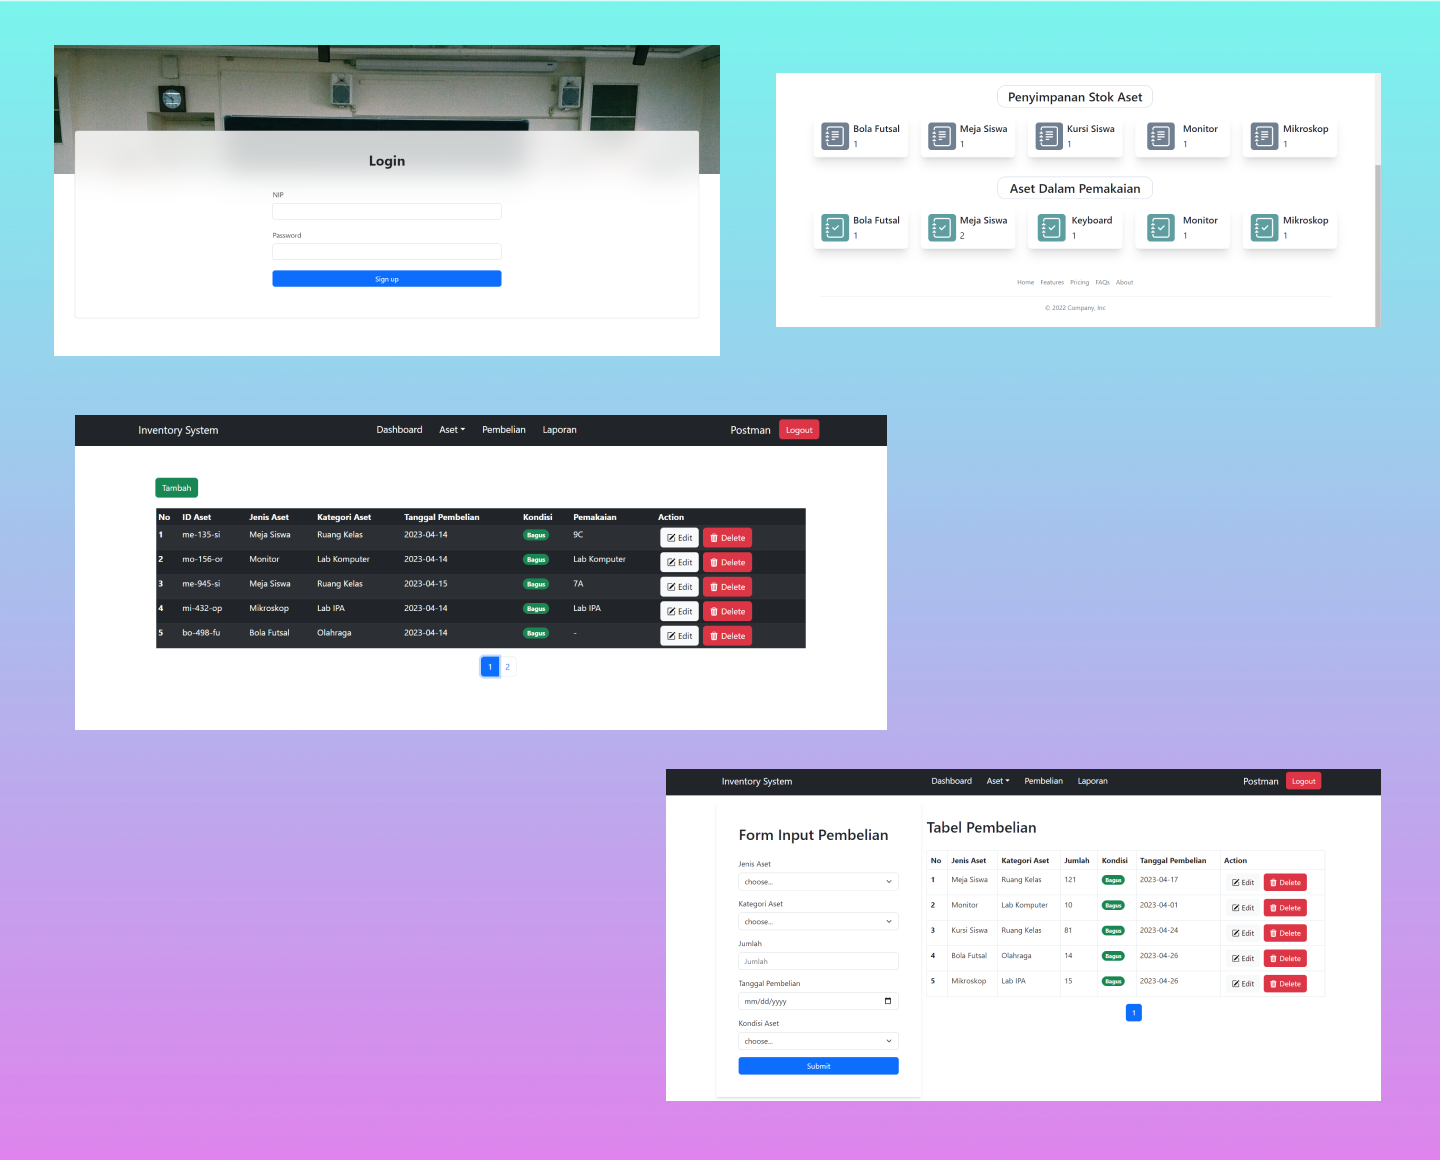 Login
NIP
Password
Sign up
Penyimpanan Stok Aset
Bola Futsal Meja Siswa Kursi Siswa Monitor Mikroskop
1 1 1 1 1
Aset Dalam Pemakaian
Bola Futsal Meja Siswa Keyboard Monitor Mikroskop
1 2 1 1 1
Home Features Pricing FAQs About
© 2022 Company, Inc
Inventory System Dashboard Aset Pembelian Laporan Postman Logout
Tambah
No ID Aset Jenis Aset Kategori Aset Tanggal Pembelian Kondisi Pemakaian Action
1 me-135-si Meja Siswa Ruang Kelas 2023-04-14 Bagus 9C Edit Delete
2 mo-156-or Monitor Lab Komputer 2023-04-14 Bagus Lab Komputer Edit Delete
3 me-945-si Meja Siswa Ruang Kelas 2023-04-15 Bagus 7A Edit Delete
4 mi-432-op Mikroskop Lab IPA 2023-04-14 Bagus Lab IPA Edit Delete
5 bo-498-fu Bola Futsal Olahraga 2023-04-14 Bagus - Edit Delete
1 2
Inventory System Dashboard Aset Pembelian Laporan Postman Logout
Form Input Pembelian
Jenis Aset
choose...
Kategori Aset
choose...
Jumlah
Jumlah
Tanggal Pembelian
mm/dd/yyyy
Kondisi Aset
choose...
Submit
Tabel Pembelian
No Jenis Aset Kategori Aset Jumlah Kondisi Tanggal Pembelian Action
1 Meja Siswa Ruang Kelas 121 Bagus 2023-04-17 Edit Delete
2 Monitor Lab Komputer 10 Bagus 2023-04-01 Edit Delete
3 Kursi Siswa Ruang Kelas 81 Bagus 2023-04-24 Edit Delete
4 Bola Futsal Olahraga 14 Bagus 2023-04-26 Edit Delete
5 Mikroskop Lab IPA 15 Bagus 2023-04-26 Edit Delete
1